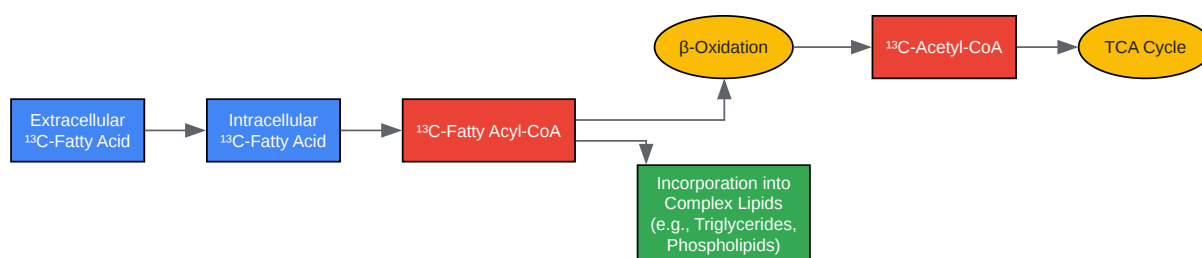 Extracellular
¹³C-Fatty Acid
Intracellular
¹³C-Fatty Acid
¹³C-Fatty Acyl-CoA
β-Oxidation
¹³C-Acetyl-CoA
TCA Cycle
Incorporation into
Complex Lipids
(e.g., Triglycerides,
Phospholipids)